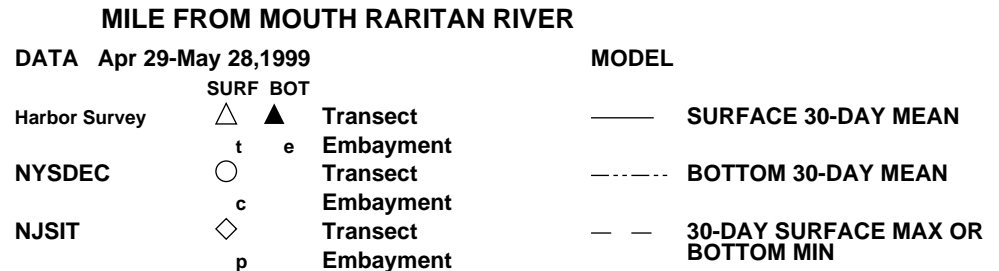 MILE FROM MOUTH RARITAN RIVER
DATA Apr 29-May 28,1999 MODEL
SURF BOT
Harbor Survey Transect SURFACE 30-DAY MEAN
t e Embayment
NYSDEC Transect BOTTOM 30-DAY MEAN
c Embayment
NJSIT Transect 30-DAY SURFACE MAX OR
BOTTOM MIN
p Embayment